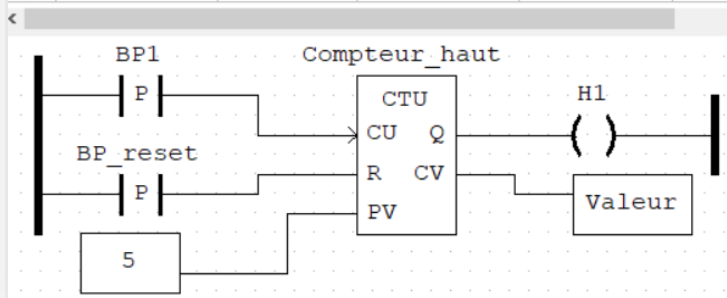 BP1
Compteur_haut
P
CTU
H1
CU Q
BP_reset
P
R CV
Valeur
PV
5